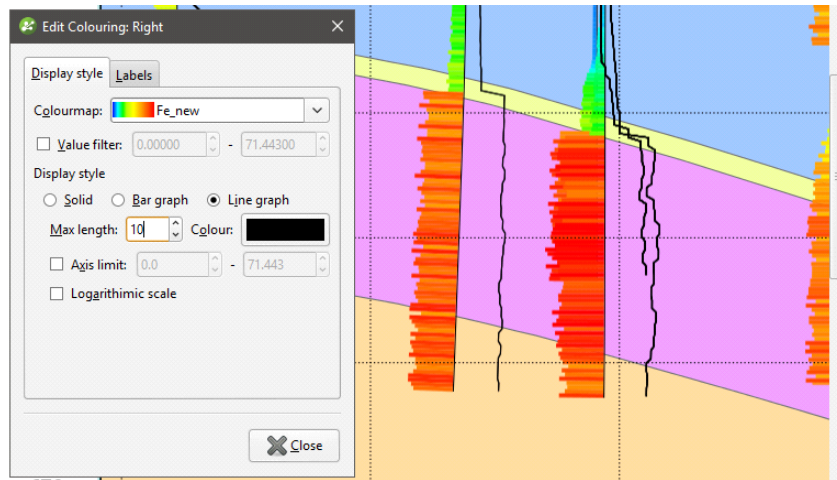 Edit Colouring: Right
Display style Labels
Colourmap: Fe_new
Value filter: 0.00000 - 71.44300
Display style
Solid Bar graph Line graph
Max length: 10 Colour:
Axis limit: 0.0 - 71.443
Logarithimic scale
Close